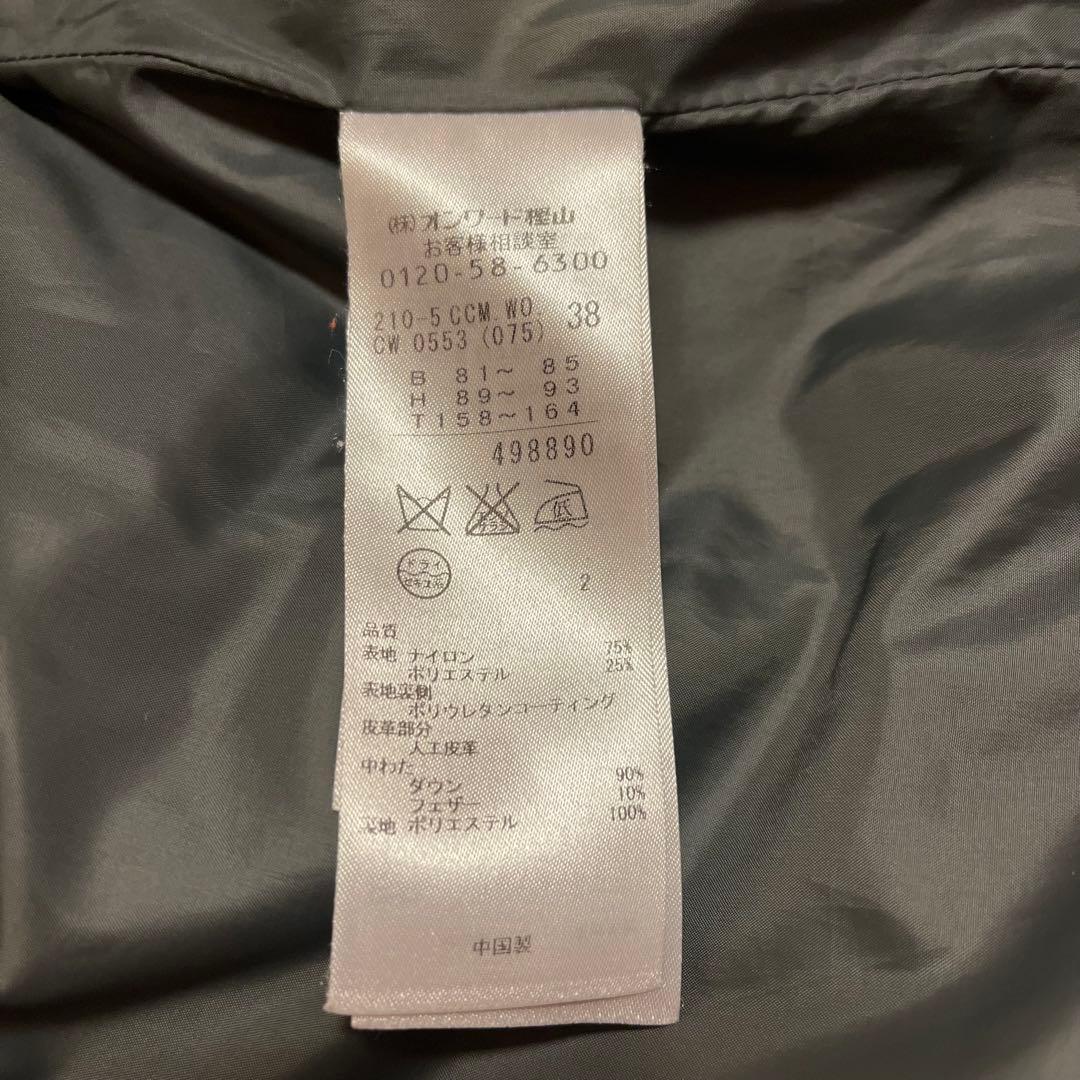 (株)オンワード樫山
お客様相談室
0120-58-6300
210-5 CCM WO 38
CW 0553 (075)
B 81〜 85
H 89〜 93
T158〜164
498890
低
ドライ
2
品質
表地 ナイロン 75%
ポリエステル 25%
表地裏側
ポリウレタンコーティング
皮革部分
人工皮革
中わた
ダウン 90%
フェザー 10%
裏地 ポリエステル 100%
中国製